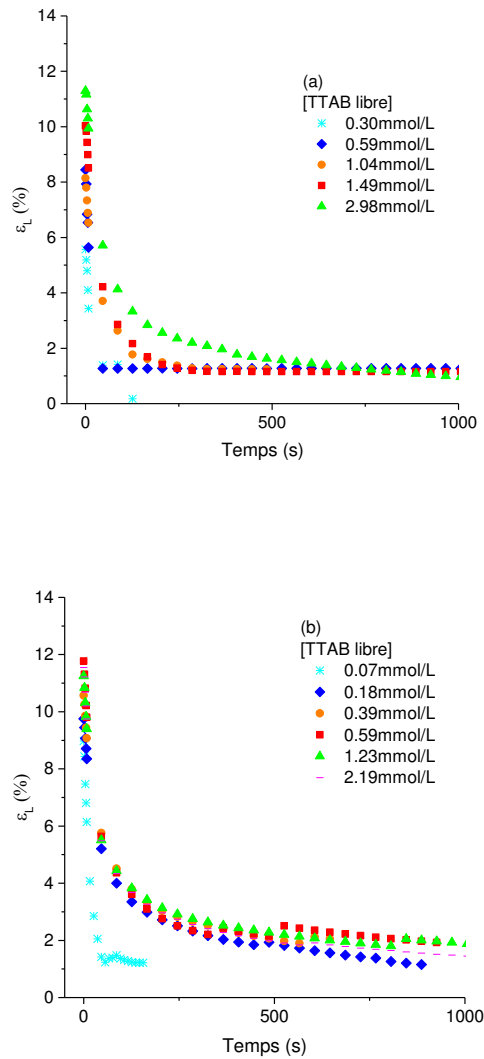 14
12
10
8
6
4
2
0
ε_L (%)
(a)
[TTAB libre]
0.30mmol/L
0.59mmol/L
1.04mmol/L
1.49mmol/L
2.98mmol/L
0
500
1000
Temps (s)
14
12
10
8
6
4
2
0
ε_L (%)
(b)
[TTAB libre]
0.07mmol/L
0.18mmol/L
0.39mmol/L
0.59mmol/L
1.23mmol/L
2.19mmol/L
0
500
1000
Temps (s)